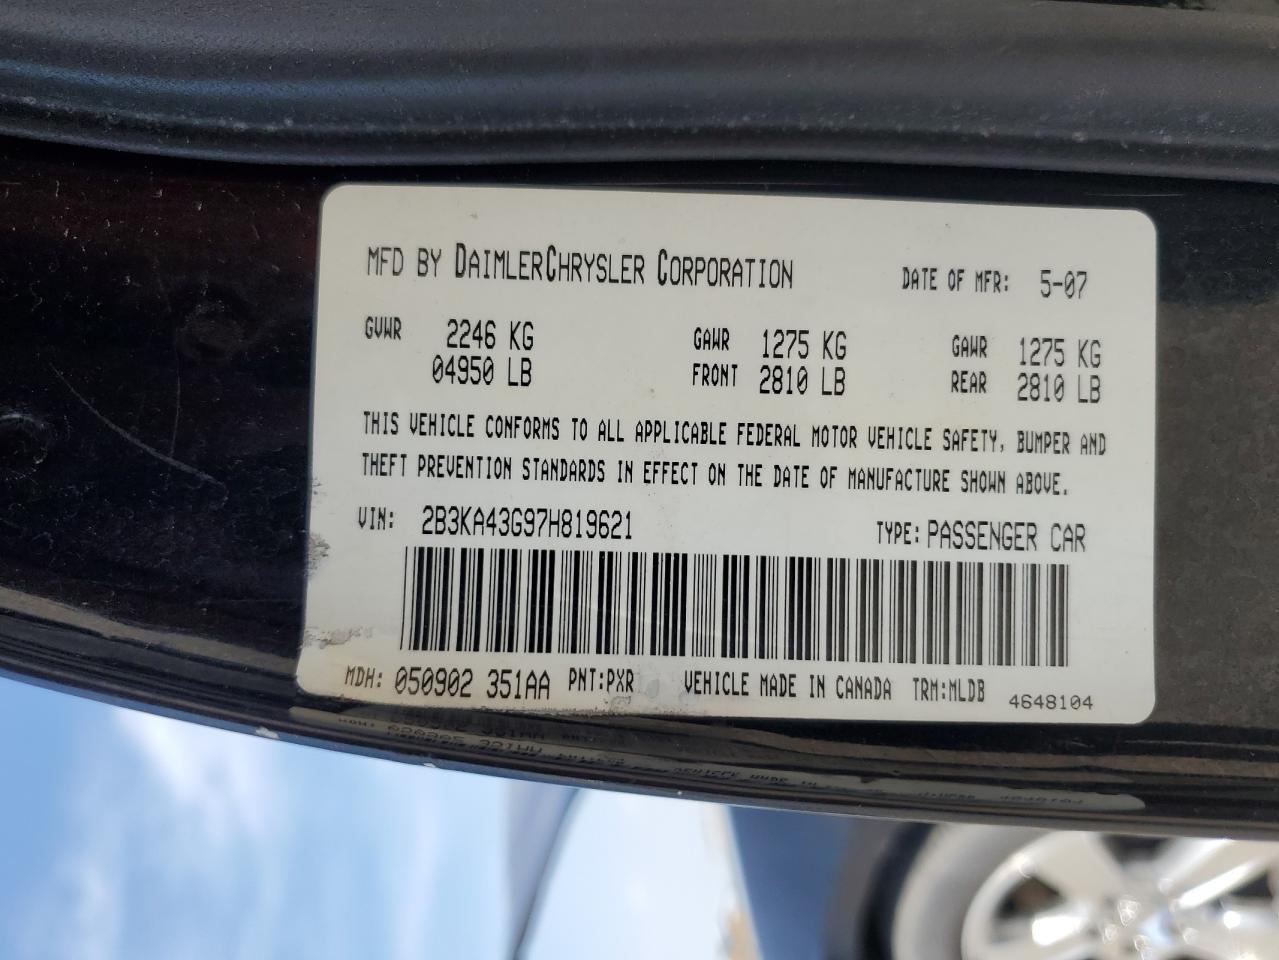 MFD BY DAIMLERCHRYSLER CORPORATION DATE OF MFR: 5-07
GVWR 2246 KG GAWR 1275 KG GAWR 1275 KG
04950 LB FRONT 2810 LB REAR 2810 LB
THIS VEHICLE CONFORMS TO ALL APPLICABLE FEDERAL MOTOR VEHICLE SAFETY, BUMPER AND
THEFT PREVENTION STANDARDS IN EFFECT ON THE DATE OF MANUFACTURE SHOWN ABOVE.
VIN: 2B3KA43G97H819621 TYPE: PASSENGER CAR
MDH: 050902 351AA PNT:PXR VEHICLE MADE IN CANADA TRM:MLDB 4648104